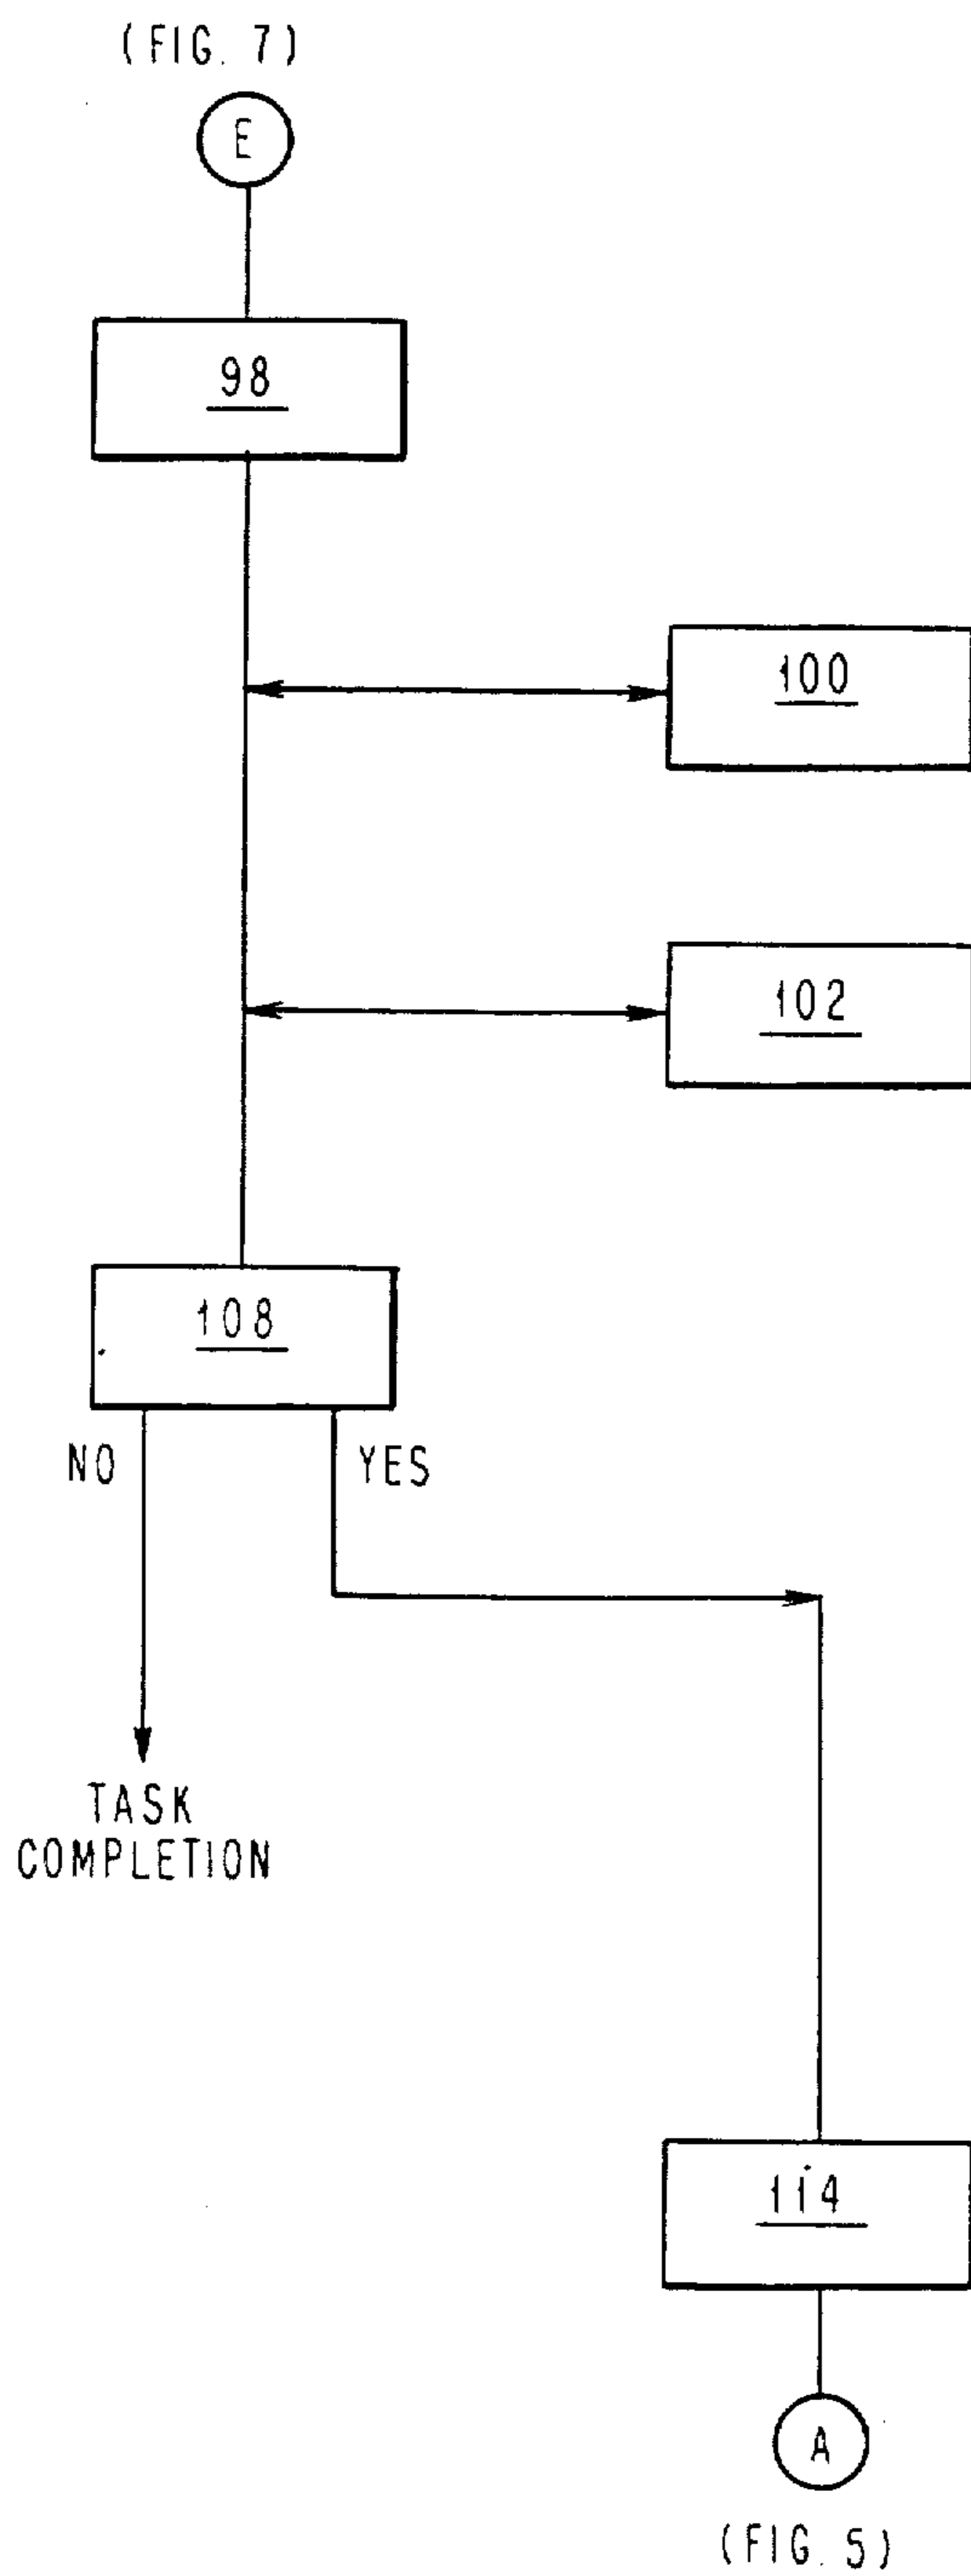 (FIG. 7)
E
98
100
102
108
NO
YES
TASK
COMPLETION
114
A
(FIG. 5)